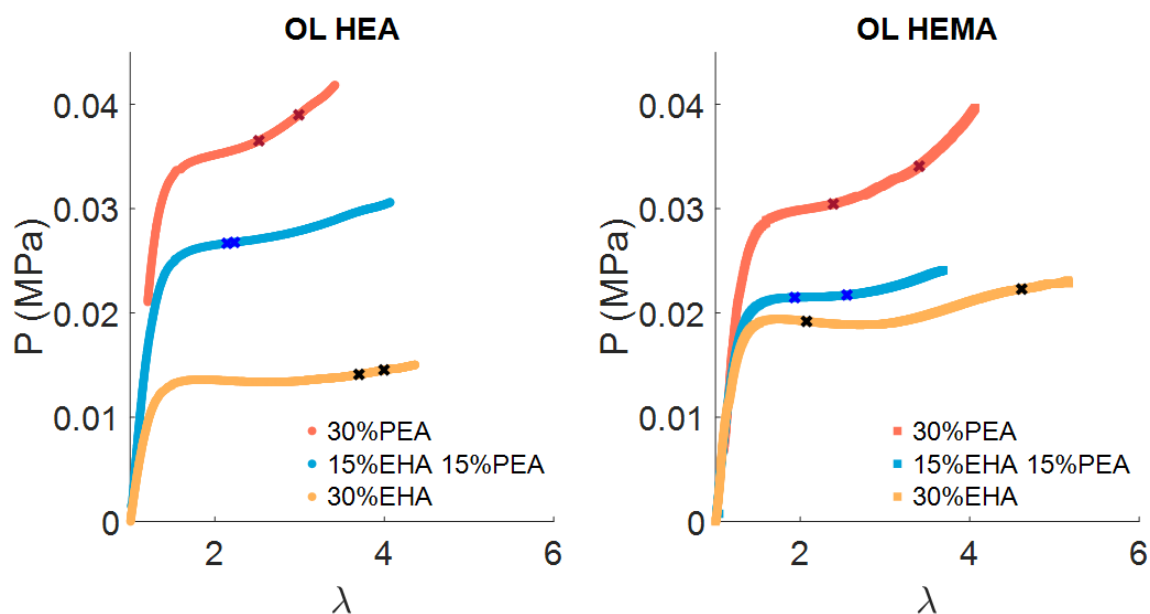 OL HEA
P (MPa)
0.04
0.03
0.02
0.01
0
2
4
6
λ
30%PEA
15%EHA 15%PEA
30%EHA
OL HEMA
P (MPa)
0.04
0.03
0.02
0.01
0
2
4
6
λ
30%PEA
15%EHA 15%PEA
30%EHA